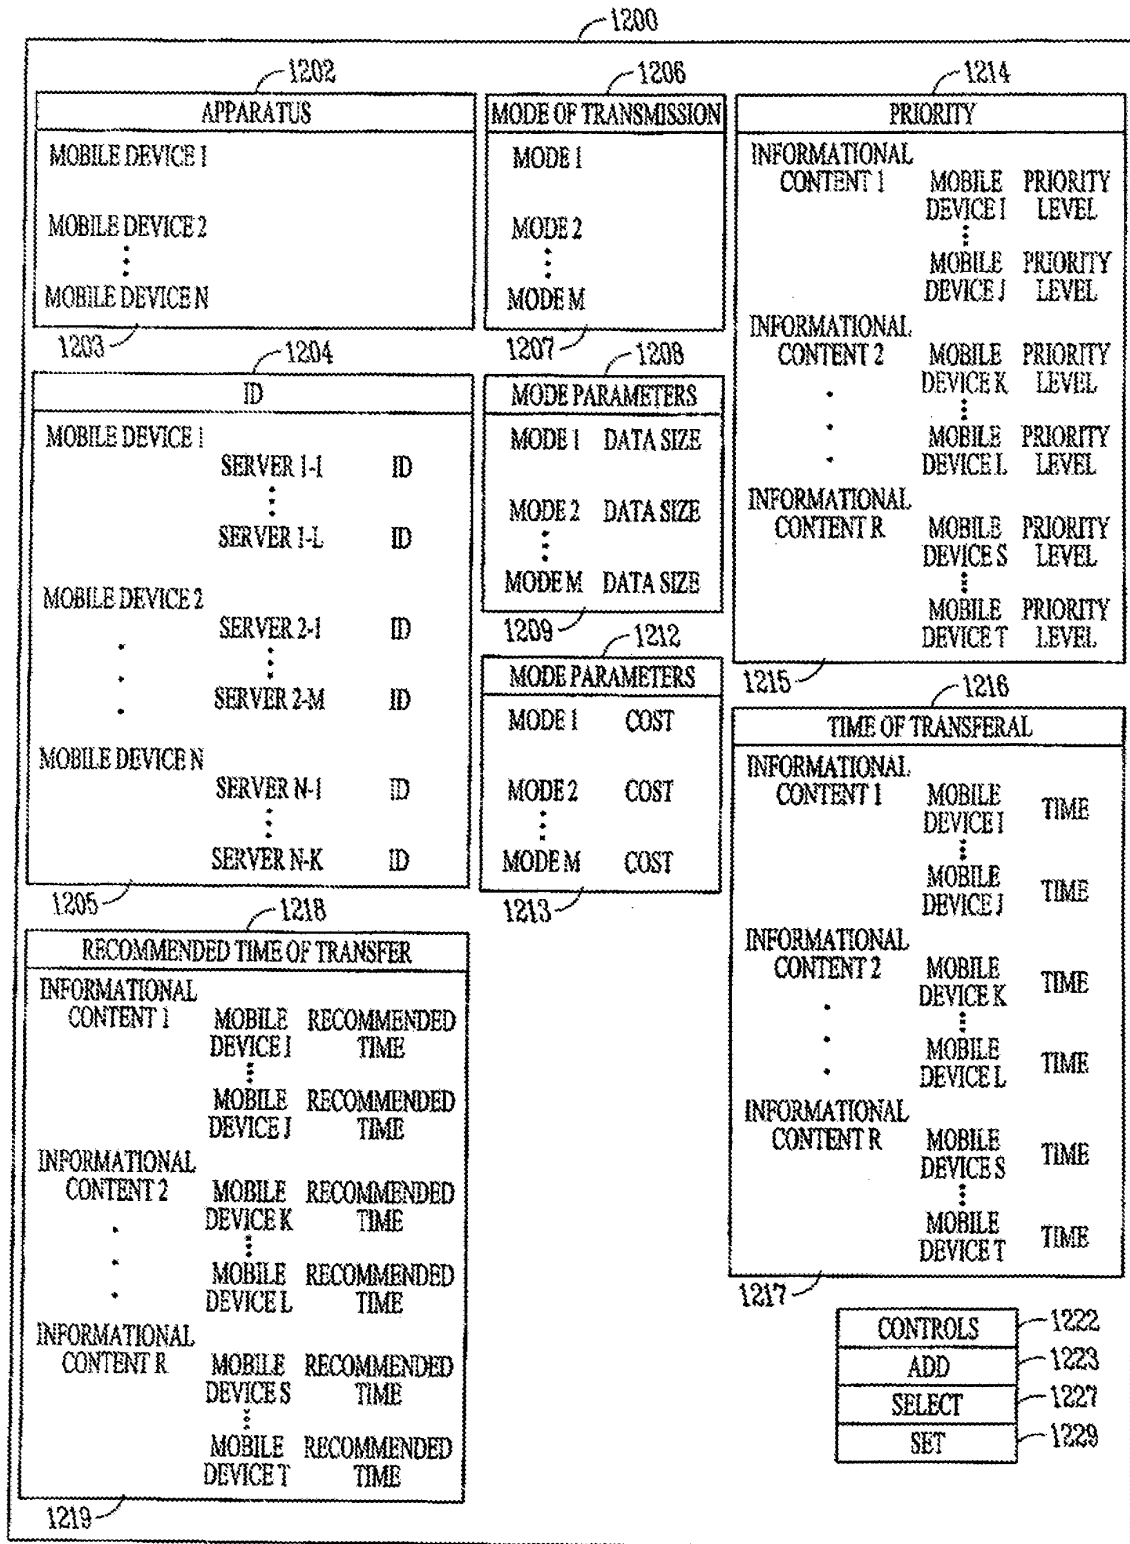 1200
1202
APPARATUS
MOBILE DEVICE 1
MOBILE DEVICE 2
MOBILE DEVICE N
1203
1206
MODE OF TRANSMISSION
MODE 1
MODE 2
MODE M
1207
1214
PRIORITY
INFORMATIONAL
CONTENT 1
MOBILE PRIORITY
DEVICE I LEVEL
MOBILE PRIORITY
DEVICE J LEVEL
INFORMATIONAL
CONTENT 2
MOBILE PRIORITY
DEVICE K LEVEL
MOBILE PRIORITY
DEVICE L LEVEL
INFORMATIONAL
CONTENT R
MOBILE PRIORITY
DEVICE S LEVEL
MOBILE PRIORITY
DEVICE T LEVEL
1215
1204
ID
MOBILE DEVICE 1
SERVER 1-1 ID
SERVER 1-L ID
MOBILE DEVICE 2
SERVER 2-1 ID
SERVER 2-M ID
MOBILE DEVICE N
SERVER N-1 ID
SERVER N-K ID
1205
1208
MODE PARAMETERS
MODE 1 DATA SIZE
MODE 2 DATA SIZE
MODE M DATA SIZE
1209
1212
MODE PARAMETERS
MODE 1 COST
MODE 2 COST
MODE M COST
1213
1216
TIME OF TRANSFERAL
INFORMATIONAL
CONTENT 1
MOBILE
DEVICE I TIME
MOBILE
DEVICE J TIME
INFORMATIONAL
CONTENT 2
MOBILE
DEVICE K TIME
MOBILE
DEVICE L TIME
INFORMATIONAL
CONTENT R
MOBILE
DEVICE S TIME
MOBILE
DEVICE T TIME
1217
1218
RECOMMENDED TIME OF TRANSFER
INFORMATIONAL
CONTENT 1
MOBILE RECOMMENDED
DEVICE I TIME
MOBILE RECOMMENDED
DEVICE J TIME
INFORMATIONAL
CONTENT 2
MOBILE RECOMMENDED
DEVICE K TIME
MOBILE RECOMMENDED
DEVICE L TIME
INFORMATIONAL
CONTENT R
MOBILE RECOMMENDED
DEVICE S TIME
MOBILE RECOMMENDED
DEVICE T TIME
1219
CONTROLS 1222
ADD 1223
SELECT 1227
SET 1229